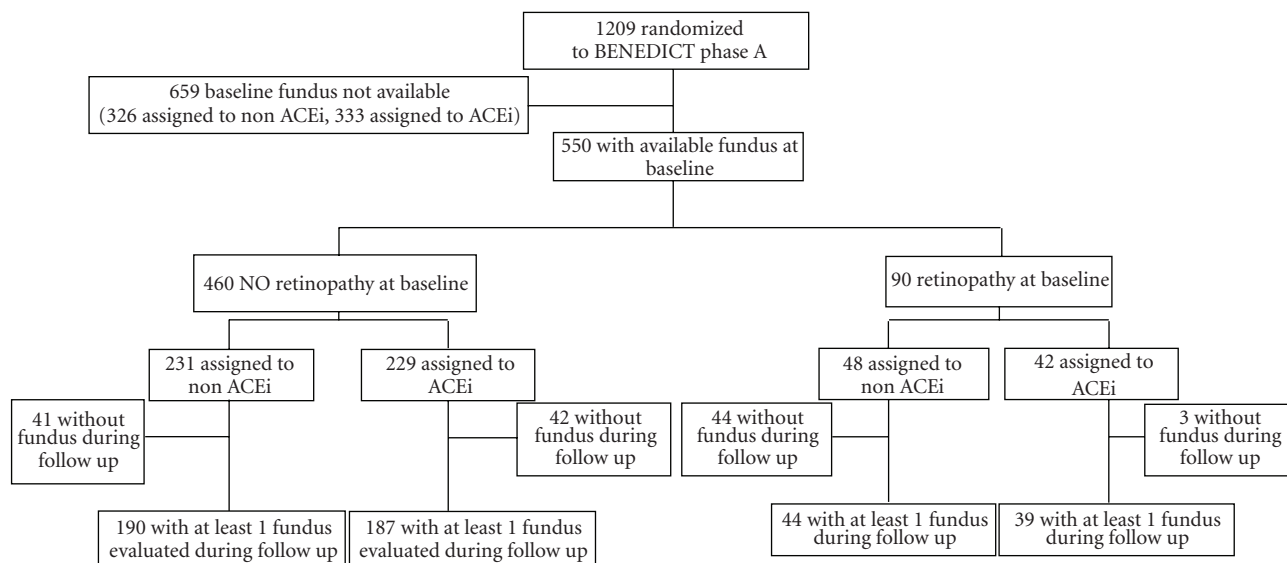 1209 randomized
to BENEDICT phase A
659 baseline fundus not available
(326 assigned to non ACEi, 333 assigned to ACEi)
550 with available fundus at
baseline
460 NO retinopathy at baseline
90 retinopathy at baseline
231 assigned to
non ACEi
229 assigned to
ACEi
48 assigned to
non ACEi
42 assigned to
ACEi
41 without
fundus during
follow up
42 without
fundus during
follow up
44 without
fundus during
follow up
3 without
fundus during
follow up
190 with at least 1 fundus
evaluated during follow up
187 with at least 1 fundus
evaluated during follow up
44 with at least 1 fundus
during follow up
39 with at least 1 fundus
during follow up